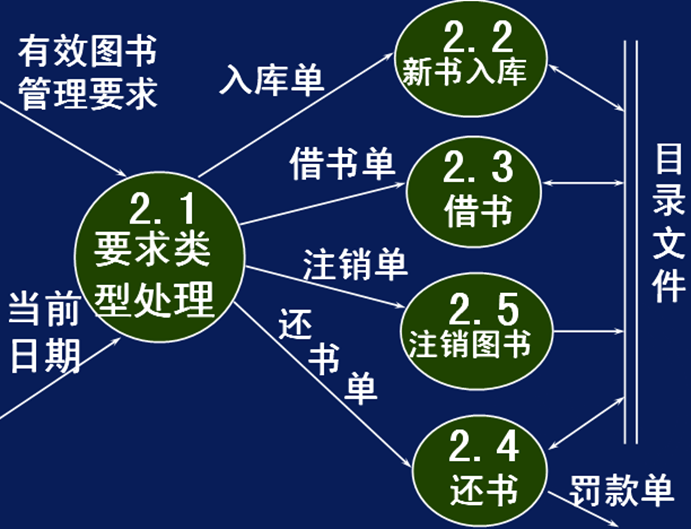 有效图书
管理要求
入库单
2.2
新书入库
借书单
2.3
借书
2.1
要求类
型处理
注销单
2.5
注销图书
当前
日期
还
书
单
2.4
还书
罚款单
目
录
文
件